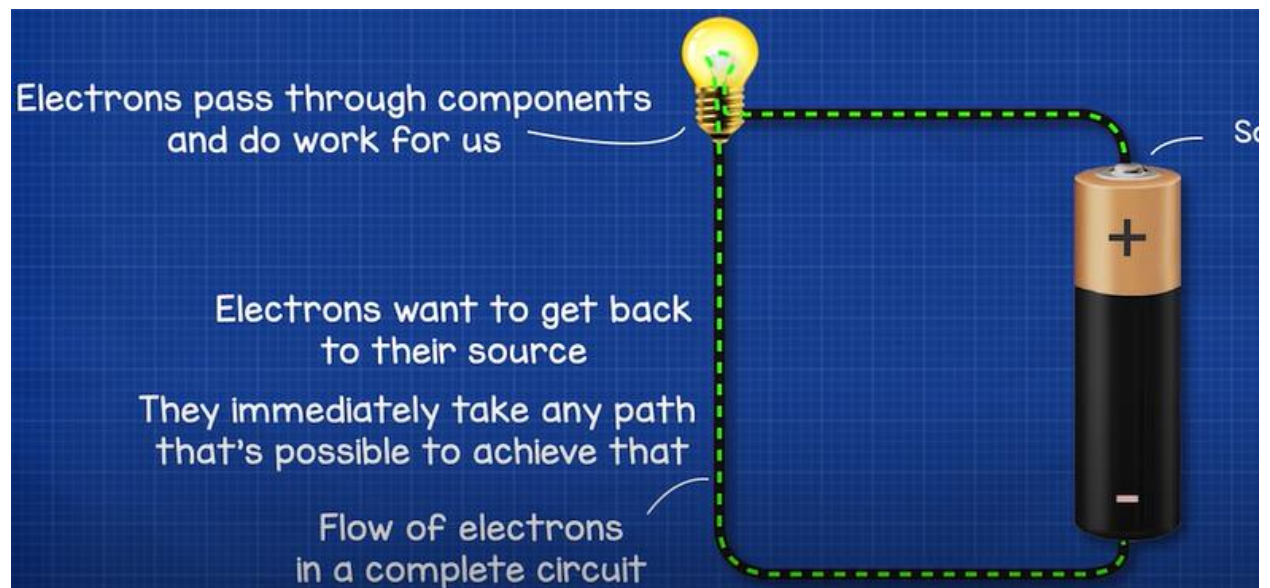 Electrons pass through components
and do work for us
+
Electrons want to get back
to their source
They immediately take any path
that's possible to achieve that
-
Flow of electrons
in a complete circuit